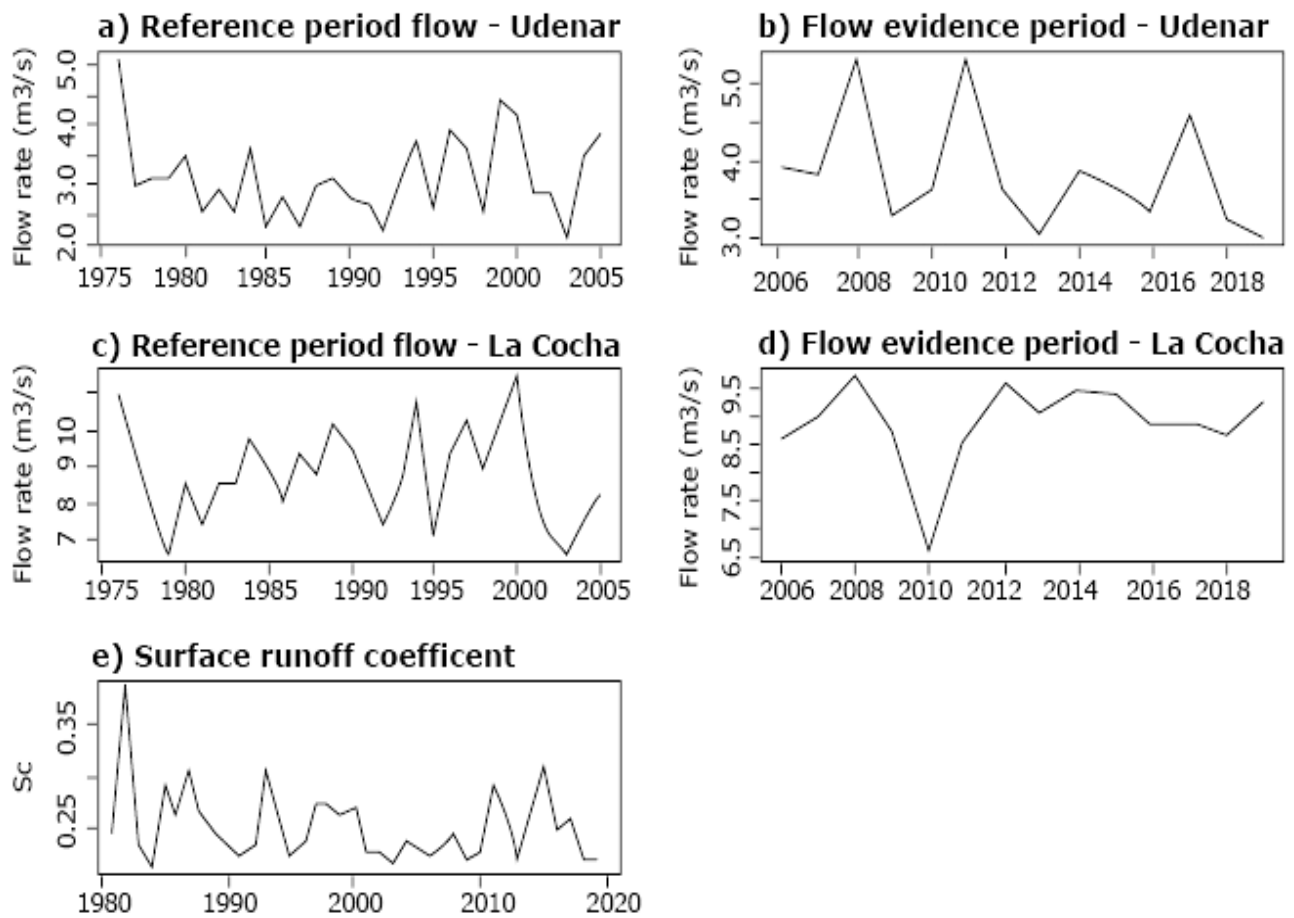 a) Reference period flow - Udenar
Flow rate (m3/s)
5.0
4.0
3.0
2.0
1975 1980 1985 1990 1995 2000 2005
b) Flow evidence period - Udenar
Flow rate (m3/s)
5.0
4.0
3.0
2006 2008 2010 2012 2014 2016 2018
c) Reference period flow - La Cocha
Flow rate (m3/s)
10
9
8
7
1975 1980 1985 1990 1995 2000 2005
d) Flow evidence period - La Cocha
Flow rate (m3/s)
9.5
8.5
7.5
6.5
2006 2008 2010 2012 2014 2016 2018
e) Surface runoff coefficent
Sc
0.35
0.25
1980 1990 2000 2010 2020